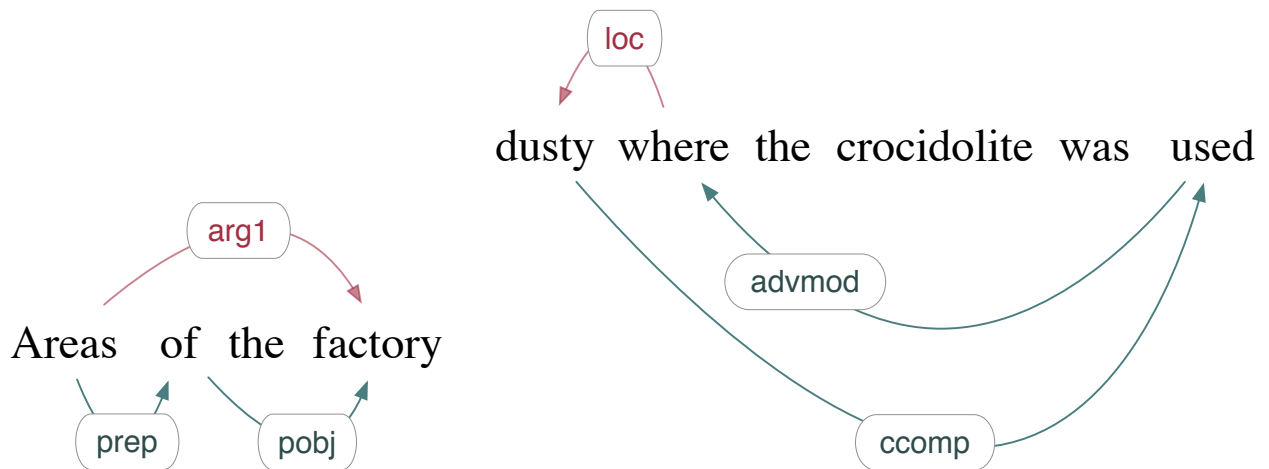 loc
dusty where the crocidolite was used
arg1
advmod
Areas of the factory
prep pobj ccomp